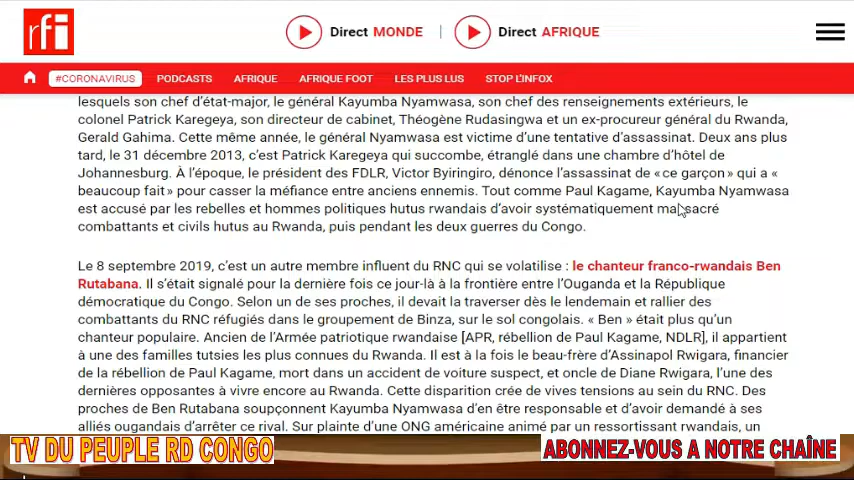 rfi
Direct MONDE
Direct AFRIQUE
#CORONAVIRUS PODCASTS AFRIQUE AFRIQUE FOOT LES PLUS LUS STOP L'INFOX
lesquels son chef d'état-major, le général Kayumba Nyamwasa, son chef des renseignements extérieurs, le
colonel Patrick Karegeya, son directeur de cabinet, Théogène Rudasingwa et un ex-procureur général du Rwanda,
Gerald Gahima. Cette même année, le général Nyamwasa est victime d'une tentative d'assassinat. Deux ans plus
tard, le 31 décembre 2013, c'est Patrick Karegeya qui succombe, étranglé dans une chambre d'hôtel de
Johannesburg. À l'époque, le président des FDLR, Victor Byiringiro, dénonce l'assassinat de « ce garçon » qui a «
beaucoup fait » pour casser la méfiance entre anciens ennemis. Tout comme Paul Kagame, Kayumba Nyamwasa
est accusé par les rebelles et hommes politiques hutus rwandais d'avoir systématiquement massacré
combattants et civils hutus au Rwanda, puis pendant les deux guerres du Congo.
Le 8 septembre 2019, c'est un autre membre influent du RNC qui se volatilise : le chanteur franco-rwandais Ben
Rutabana. Il s'était signalé pour la dernière fois ce jour-là à la frontière entre l'Ouganda et la République
démocratique du Congo. Selon un de ses proches, il devait la traverser dès le lendemain et rallier des
combattants du RNC réfugiés dans le groupement de Binza, sur le sol congolais. « Ben » était plus qu'un
chanteur populaire. Ancien de l'Armée patriotique rwandaise [APR, rébellion de Paul Kagame, NDLR], il appartient
à une des familles tutsies les plus connues du Rwanda. Il est à la fois le beau-frère d'Assinapol Rwigara, financier
de la rébellion de Paul Kagame, mort dans un accident de voiture suspect, et oncle de Diane Rwigara, l'une des
dernières opposantes à vivre encore au Rwanda. Cette disparition crée de vives tensions au sein du RNC. Des
proches de Ben Rutabana soupçonnent Kayumba Nyamwasa d'en être responsable et d'avoir demandé à ses
alliés ougandais d'arrêter ce rival. Sur plainte d'une ONG américaine animé par un ressortissant rwandais, un
TV DU PEUPLE RD CONGO
ABONNEZ-VOUS A NOTRE CHAÎNE